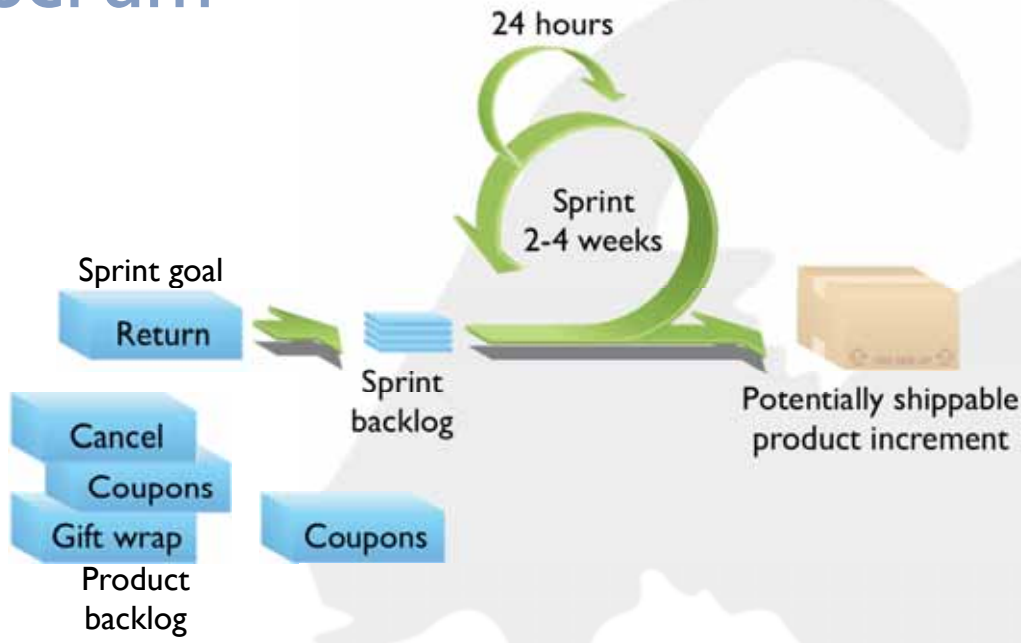 24 hours
Sprint
2-4 weeks
Sprint goal
Return
Sprint
backlog
Potentially shippable
product increment
Cancel
Coupons
Gift wrap
Coupons
Product
backlog